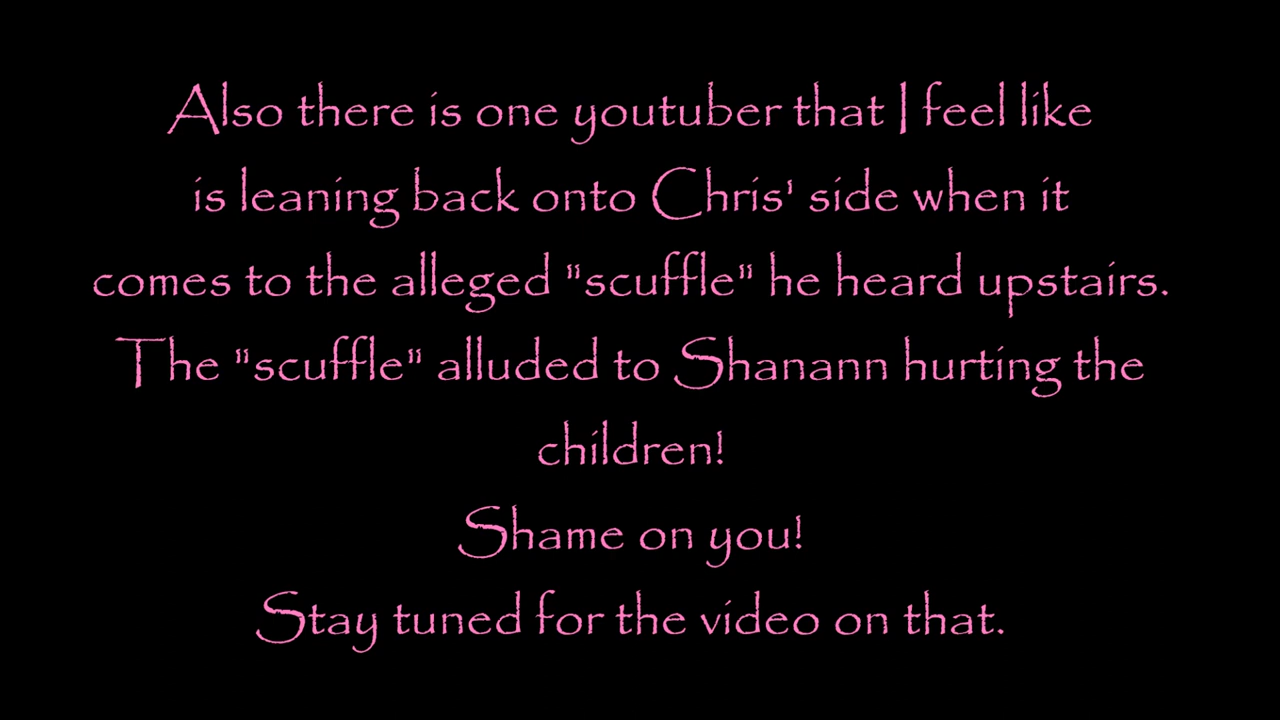 Also there is one youtuber that I feel like
is leaning back onto Chris' side when it
comes to the alleged "scuffle" he heard upstairs.
The "scuffle" alluded to Shanann hurting the
children!
Shame on you!
Stay tuned for the video on that.